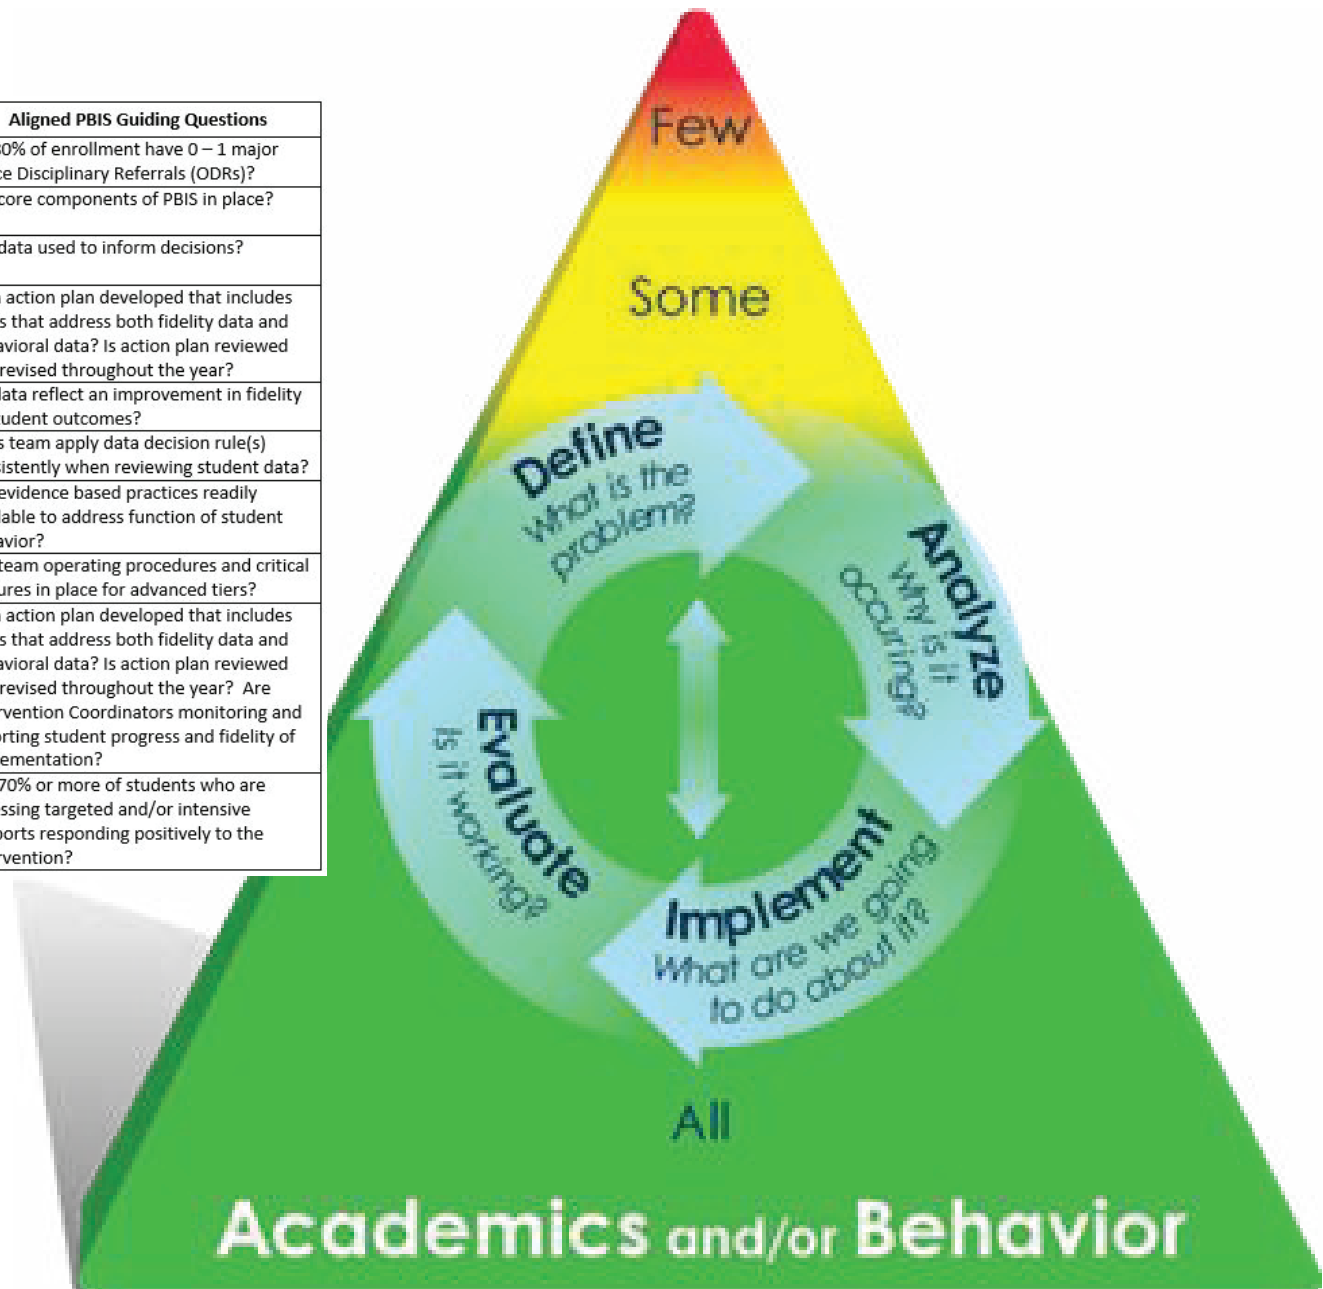 Aligned PBIS Guiding Questions
80% of enrollment have 0 – 1 major
ce Disciplinary Referrals (ODRs)?
core components of PBIS in place?
data used to inform decisions?
action plan developed that includes
s that address both fidelity data and
avioral data? Is action plan reviewed
revised throughout the year?
data reflect an improvement in fidelity
tudent outcomes?
s team apply data decision rule(s)
sistently when reviewing student data?
evidence based practices readily
lable to address function of student
avior?
team operating procedures and critical
ures in place for advanced tiers?
action plan developed that includes
s that address both fidelity data and
avioral data? Is action plan reviewed
revised throughout the year? Are
rvention Coordinators monitoring and
orting student progress and fidelity of
lementation?
70% or more of students who are
ssing targeted and/or intensive
ports responding positively to the
rvention?
Few
Some
Define
What is the
problem?
Analyze
Why is it
occuring?
Implement
What are we going
to do about it?
Evaluate
Is it working?
All
Academics and/or Behavior